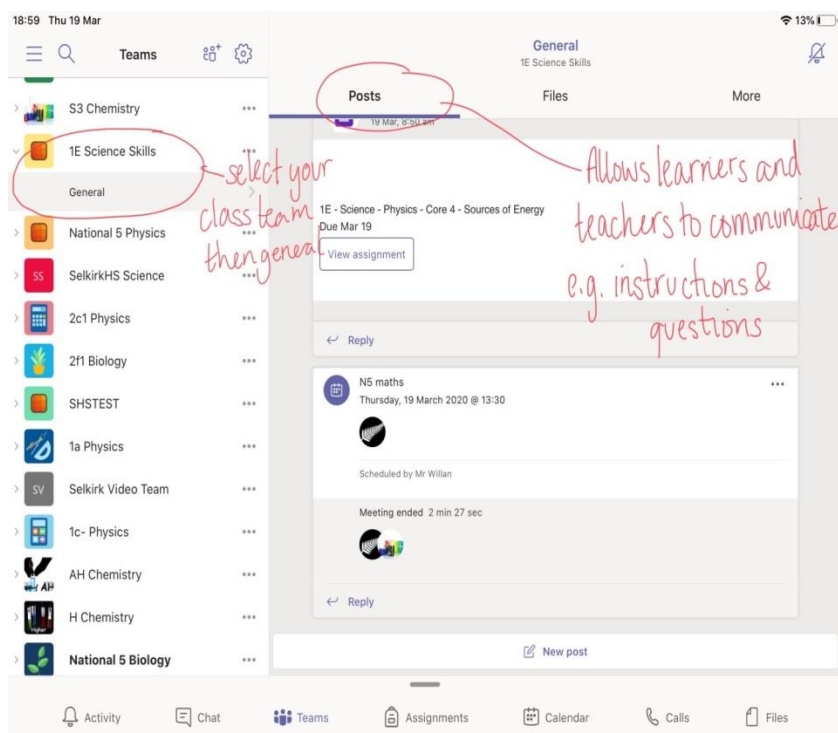 18:59 Thu 19 Mar
13%
Teams
General
1E Science Skills
Posts
Files
More
S3 Chemistry
1E Science Skills
General
National 5 Physics
SS
SelkirkHS Science
2c1 Physics
2f1 Biology
SHSTEST
1a Physics
SV
Selkirk Video Team
1c- Physics
AH
AH Chemistry
Higher
H Chemistry
National 5 Biology
select your
class team
then geneal
19 Mar, 8:50 am
1E - Science - Physics - Core 4 - Sources of Energy
Due Mar 19
View assignment
Reply
Allows learners and
teachers to communicate
e.g. instructions &
questions
N5 maths
Thursday, 19 March 2020 @ 13:30
Scheduled by Mr Willan
Meeting ended 2 min 27 sec
Reply
New post
Activity
Chat
Teams
Assignments
Calendar
Calls
Files